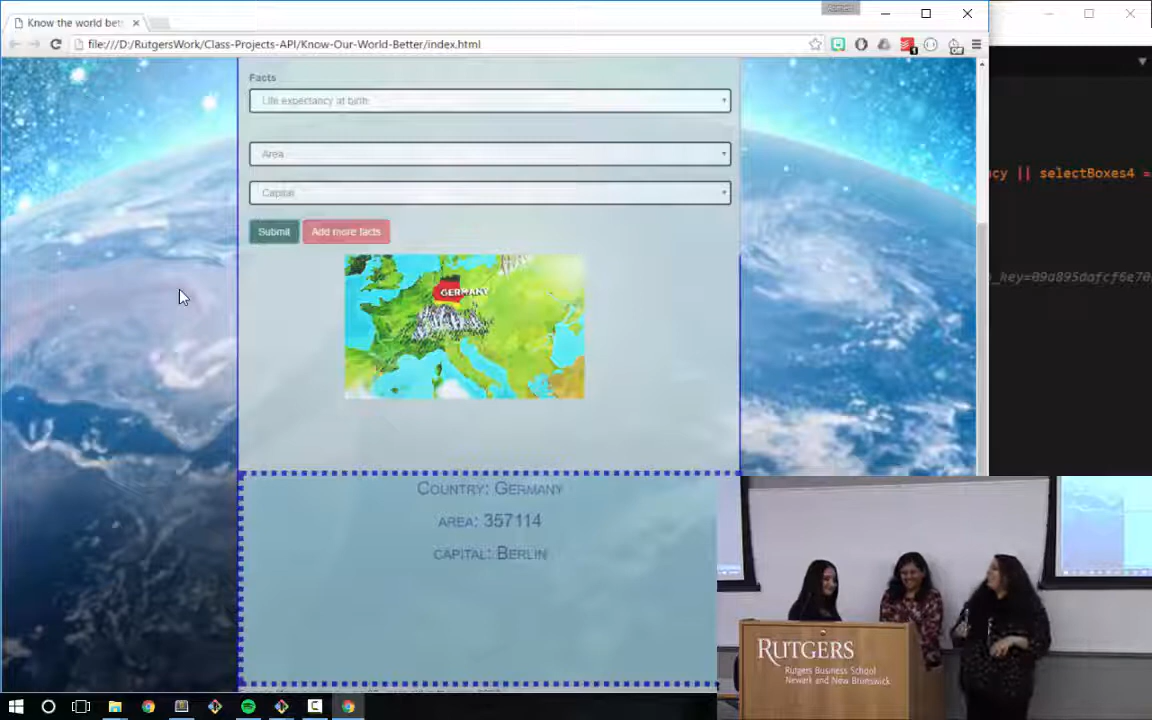 Know the world bet
file:///D:/RutgersWork/Class-Projects-API/Know-Our-World-Better/index.html
Facts
Life expectancy at birth
Area
cy || selectBoxes4 =
Capital
Submit
Add more facts
_key=09a895dafcf6e70
GERMANY
Country: Germany
area: 357114
capital: Berlin
RUTGERS
Rutgers Business School
Newark and New Brunswick